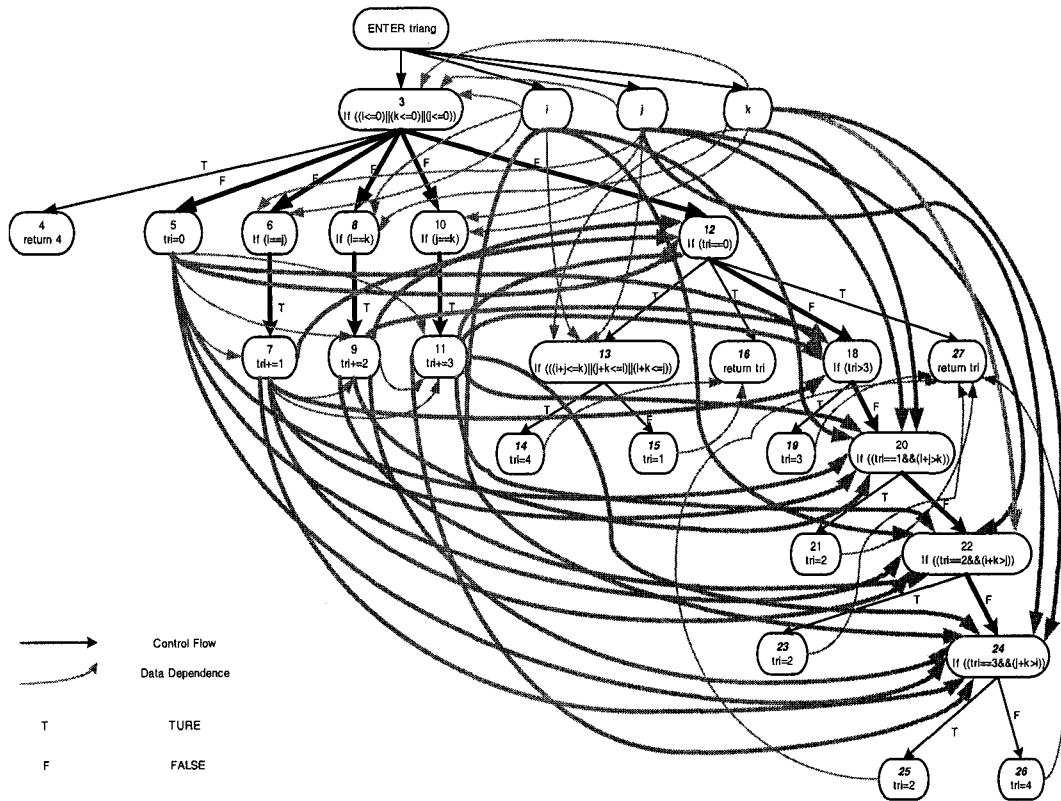 ENTER triang
3
If ((i<=0)||(k<=0)||(j<=0))
i
j
k
T
F
F
F
F
F
4
return 4
5
tri=0
6
If (i==j)
8
If (i==k)
10
If (j==k)
12
If (tri==0)
T
T
T
T
T
F
T
7
tri+=1
9
tri+=2
11
tri+=3
13
If (((i+j<=k)||(j+k<=i)||(i+k<=j))
16
return tri
18
If (tri>3)
27
return tri
T
F
T
F
14
tri=4
15
tri=1
19
tri=3
20
If ((tri==1&&(i+j>k))
T
F
21
tri=2
22
If ((tri==2&&(i+k>j))
T
F
23
tri=2
24
If ((tri==3&&(j+k>i))
T
F
25
tri=2
26
tri=4
Control Flow
Data Dependence
T TURE
F FALSE